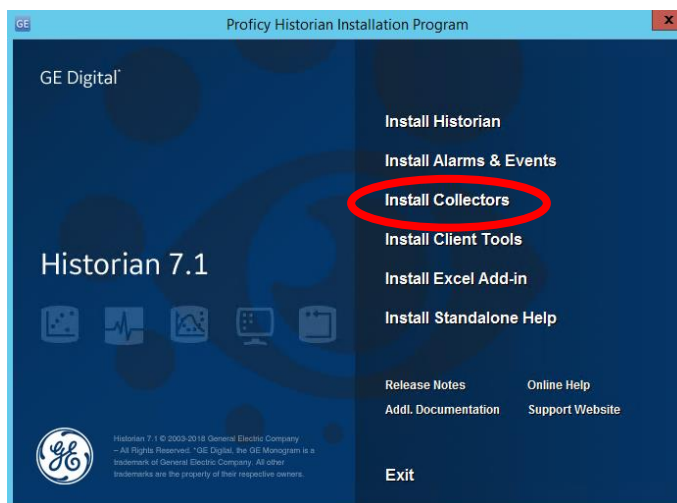 GE
Proficy Historian Installation Program
x
GE Digital
Install Historian
Install Alarms & Events
Install Collectors
Install Client Tools
Historian 7.1
Install Excel Add-in
Install Standalone Help
Release Notes
Online Help
Addl. Documentation
Support Website
Historian 7.1 © 2003-2018 General Electric Company
– All Rights Reserved. *GE Digital, the GE Monogram is a
trademark of General Electric Company. All other
trademarks are the property of their respective owners.
GE
Exit